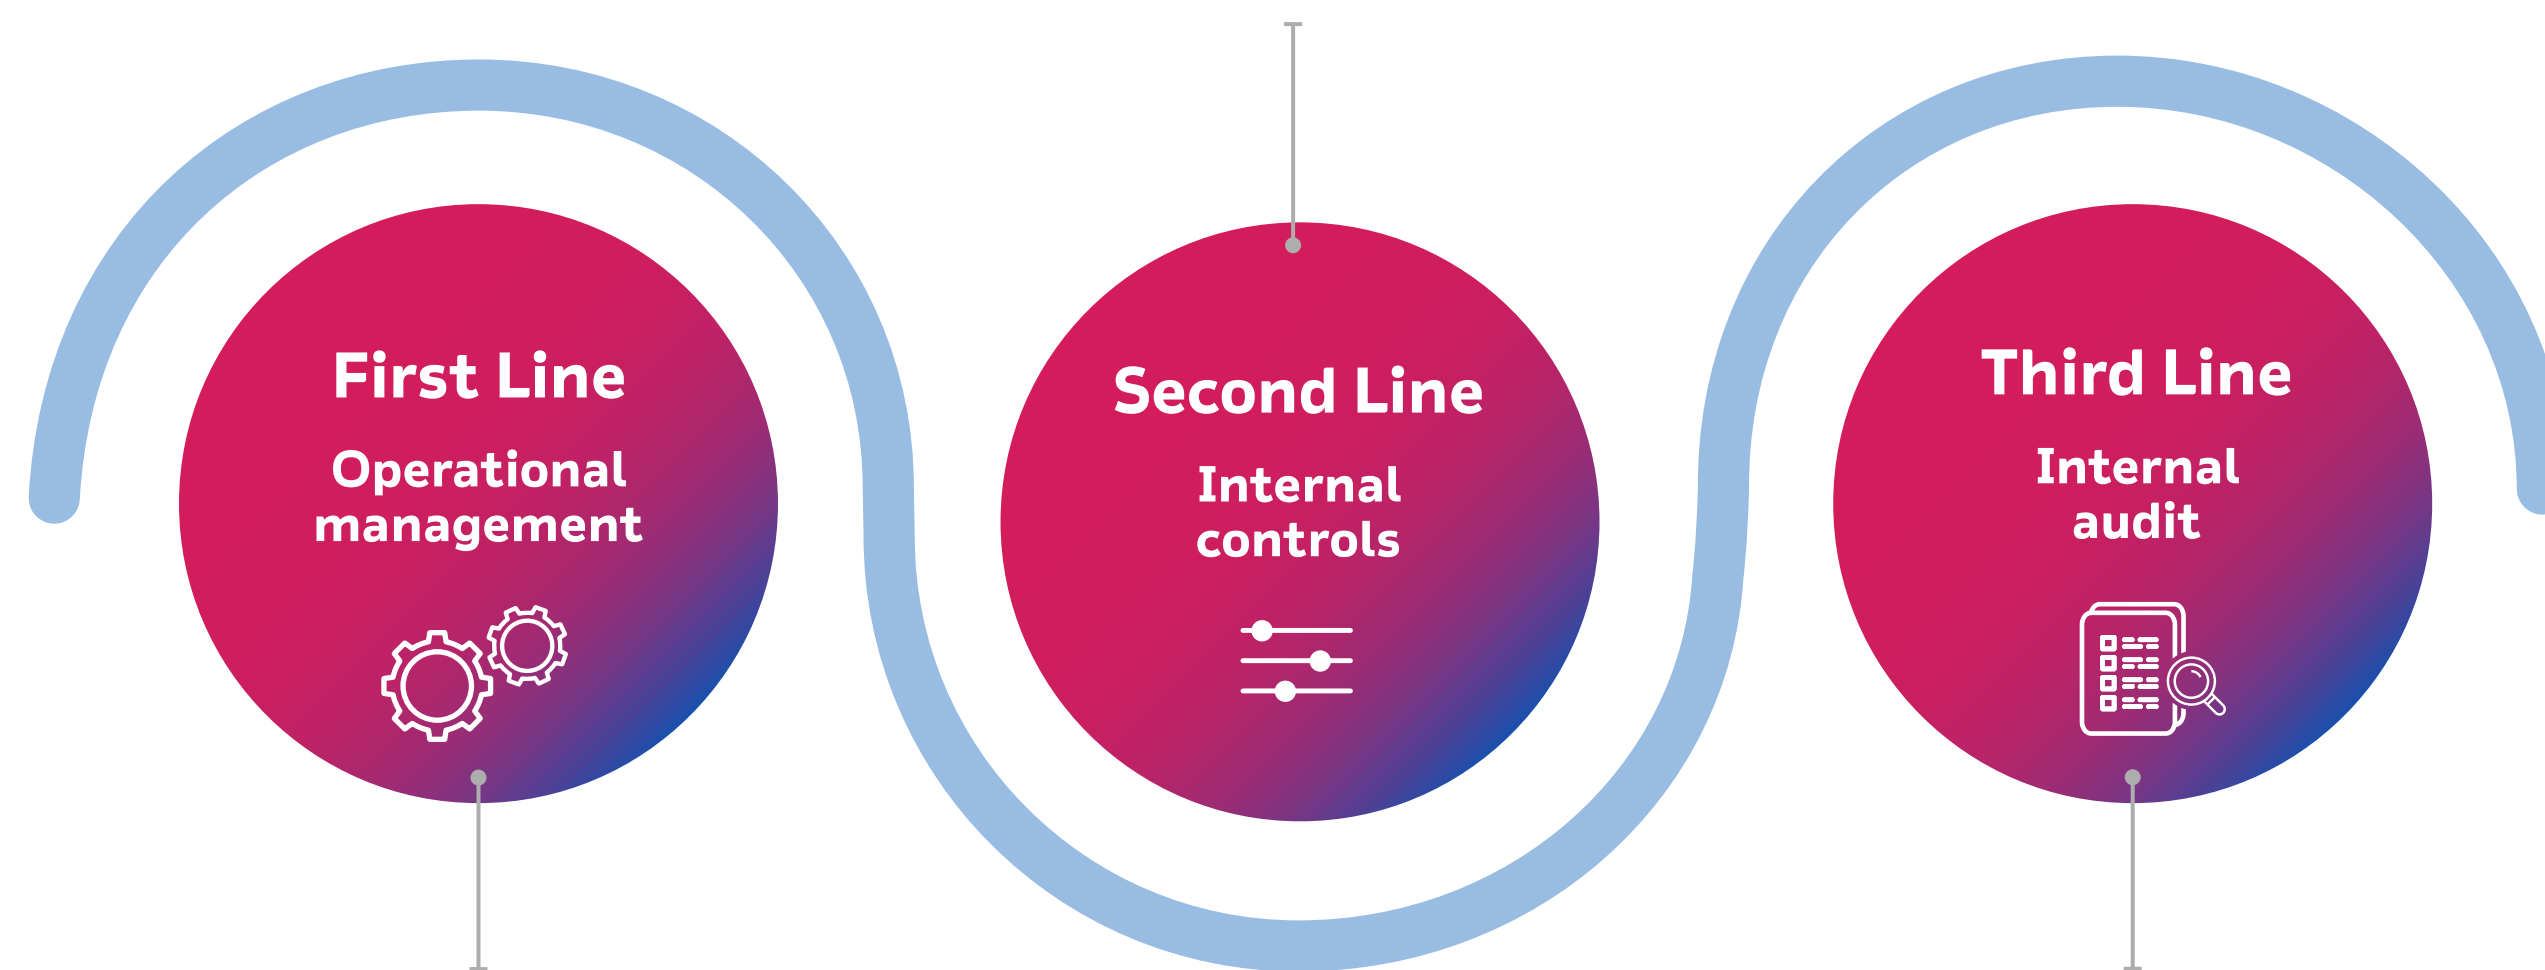 First Line
Operational
management
Second Line
Internal
controls
Third Line
Internal
audit